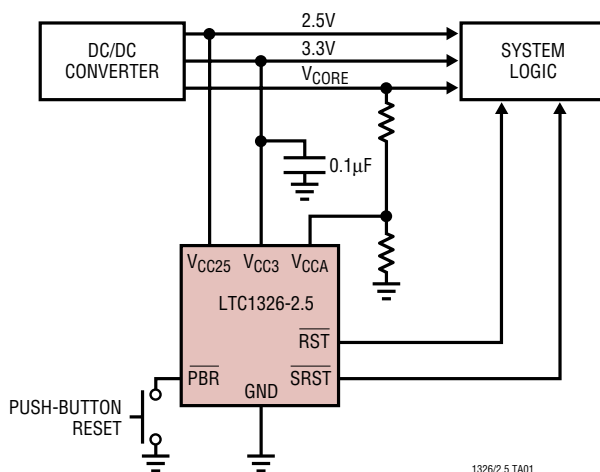 2.5V
DC/DC
CONVERTER
3.3V
SYSTEM
LOGIC
VCORE
0.1µF
VCC25 VCC3 VCCA
LTC1326-2.5
RST
PBR
SRST
GND
PUSH-BUTTON
RESET
1326/2.5 TA01